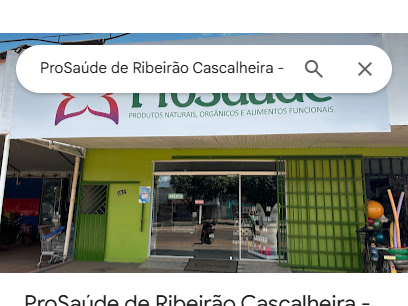 ProSaúde de Ribeirão Cascalheira -
ProSaúde
PRODUTOS NATURAIS, ORGÂNICOS E ALIMENTOS FUNCIONAIS
ProSaúde de Ribeirão Cascalheira -